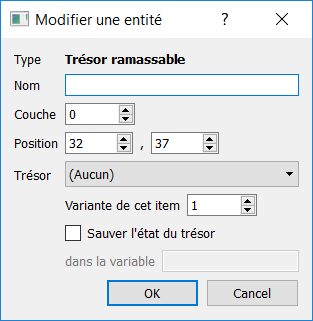 Modifier une entité
Type Trésor ramassable
Nom
Couche 0
Position 32 , 37
Trésor (Aucun)
Variante de cet item 1
Sauver l'état du trésor
dans la variable
OK Cancel